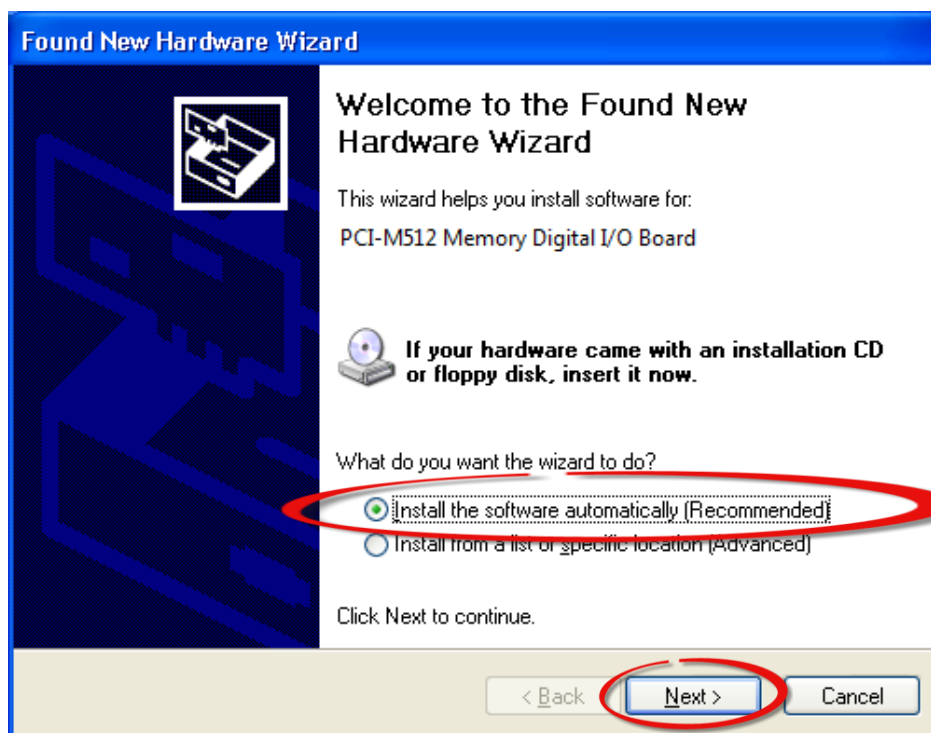 Found New Hardware Wizard
Welcome to the Found New
Hardware Wizard
This wizard helps you install software for:
PCI-M512 Memory Digital I/O Board
If your hardware came with an installation CD
or floppy disk, insert it now.
What do you want the wizard to do?
Install the software automatically (Recommended)
Install from a list or specific location (Advanced)
Click Next to continue.
< Back
Next >
Cancel